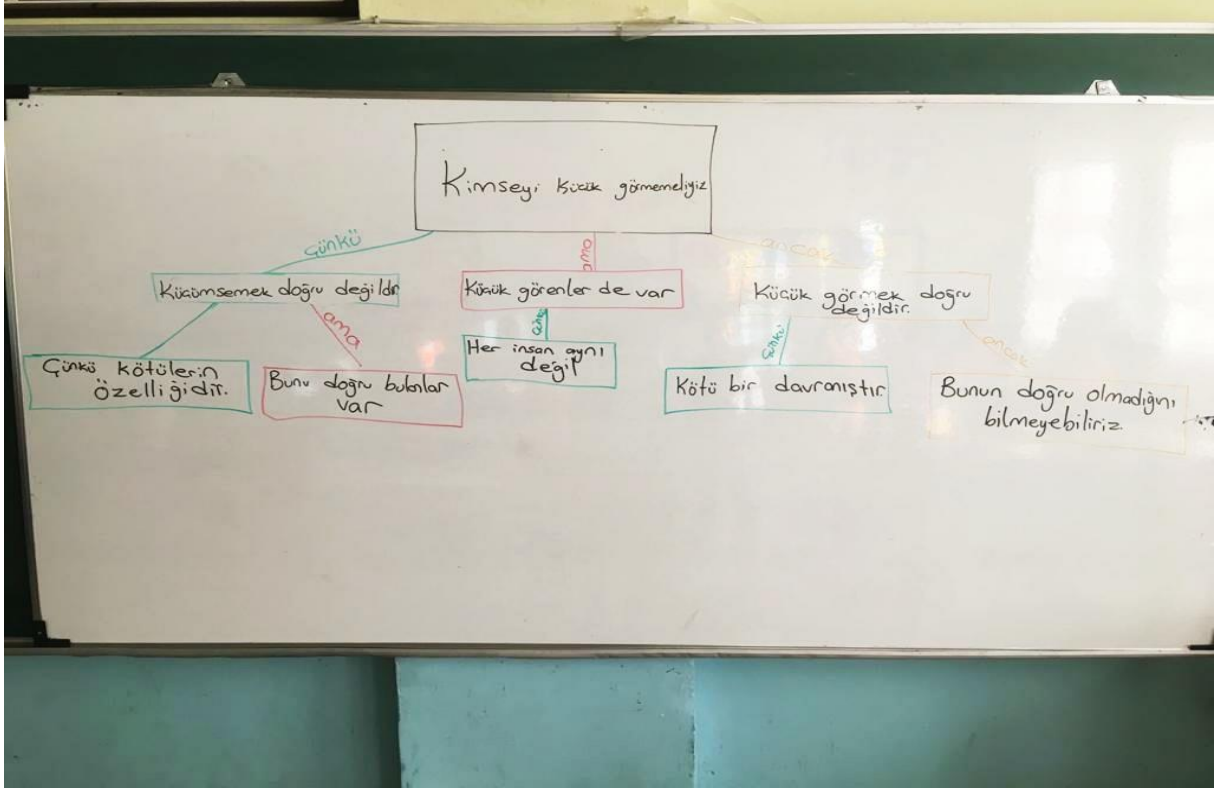 Kimseyi küçük görmemeliyiz
Çünkü
ama
ancak
Küçümsemek doğru değildir
Küçük görenler de var
Küçük görmek doğru
değildir.
ama
çünkü
çünkü
ancak
Çünkü kötülerin
özelliğidir.
Bunu doğru bulanlar
var
Her insan aynı
değil
Kötü bir davranıştır.
Bunun doğru olmadığını
bilmeyebiliriz.